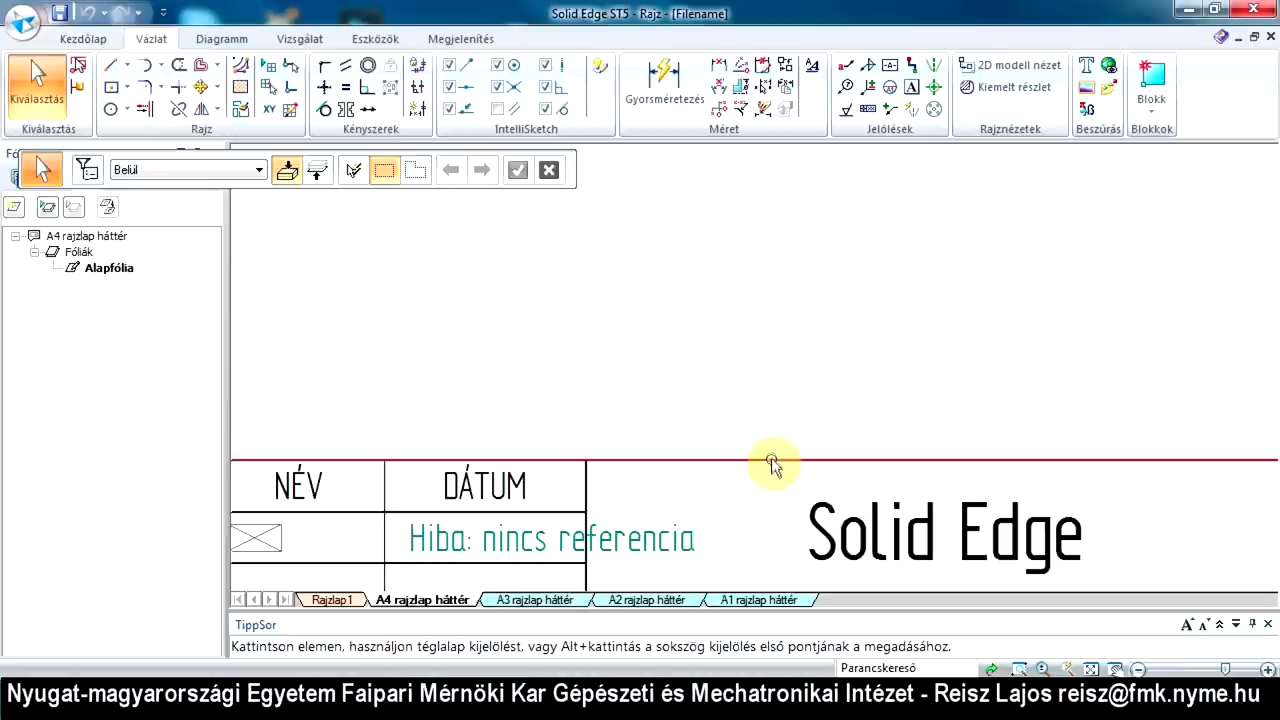 Solid Edge ST5 - Rajz - [Filename]
Kezdőlap Vázlat Diagramm Vizsgálat Eszközök Megjelenítés
Kiválasztás
Gyorsméretezés
2D modell nézet
Kiemelt részlet
Blokk
Kiválasztás Rajz Kényszerek IntelliSketch Méret Jelölések Rajznézetek Beszúrás Blokkok
Belül
A4 rajzlap háttér
Fóliák
Alapfólia
NÉV DÁTUM
Solid Edge
Hiba: nincs referencia
Rajzlap1 A4 rajzlap háttér A3 rajzlap háttér A2 rajzlap háttér A1 rajzlap háttér
TippSor
Kattintson elemen, használjon téglalap kijelölést, vagy Alt+kattintás a sokszög kijelölés első pontjának a megadásához.
Parancskereső
Nyugat-magyarországi Egyetem Faipari Mérnöki Kar Gépészeti és Mechatronikai Intézet - Reisz Lajos reisz@fmk.nyme.hu